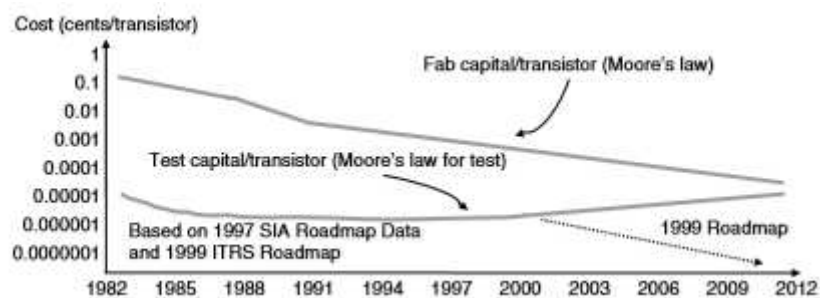 Cost (cents/transistor)
1
0.1
0.01
0.001
0.0001
0.00001
0.000001
0.0000001
Fab capital/transistor (Moore's law)
Test capital/transistor (Moore's law for test)
Based on 1997 SIA Roadmap Data
and 1999 ITRS Roadmap
1999 Roadmap
1982 1985 1988 1991 1994 1997 2000 2003 2006 2009 2012